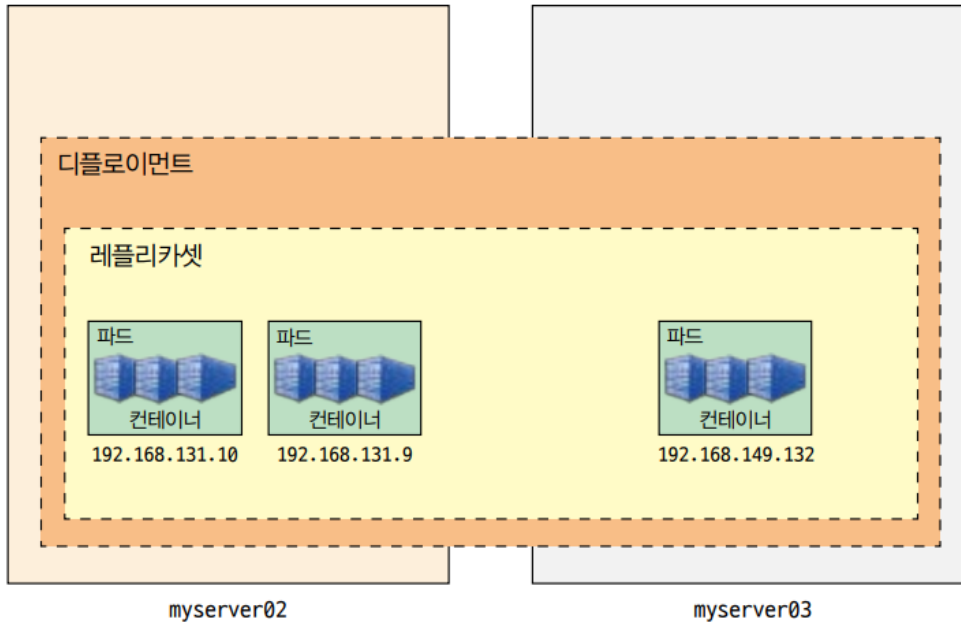 디플로이먼트
레플리카셋
파드
컨테이너
192.168.131.10
파드
컨테이너
192.168.131.9
파드
컨테이너
192.168.149.132
myserver02
myserver03